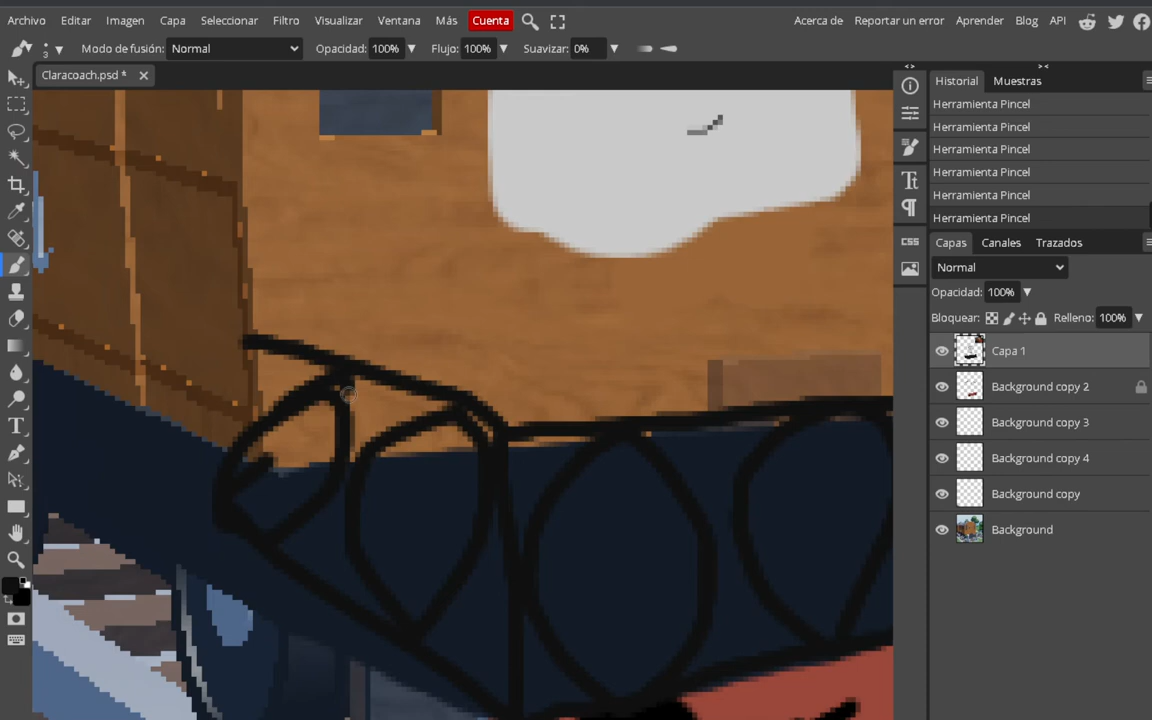 Archivo Editar Imagen Capa Seleccionar Filtro Visualizar Ventana Más Cuenta Acerca de Reportar un error Aprender Blog API
3 Modo de fusión: Normal Opacidad: 100% Flujo: 100% Suavizar: 0%
Claracoach.psd *
Historial Muestras
Herramienta Pincel
Herramienta Pincel
Herramienta Pincel
Herramienta Pincel
Herramienta Pincel
Herramienta Pincel
CSS
Capas Canales Trazados
Normal
Opacidad: 100%
Bloquear: Relleno: 100%
Capa 1
Background copy 2
Background copy 3
Background copy 4
Background copy
Background